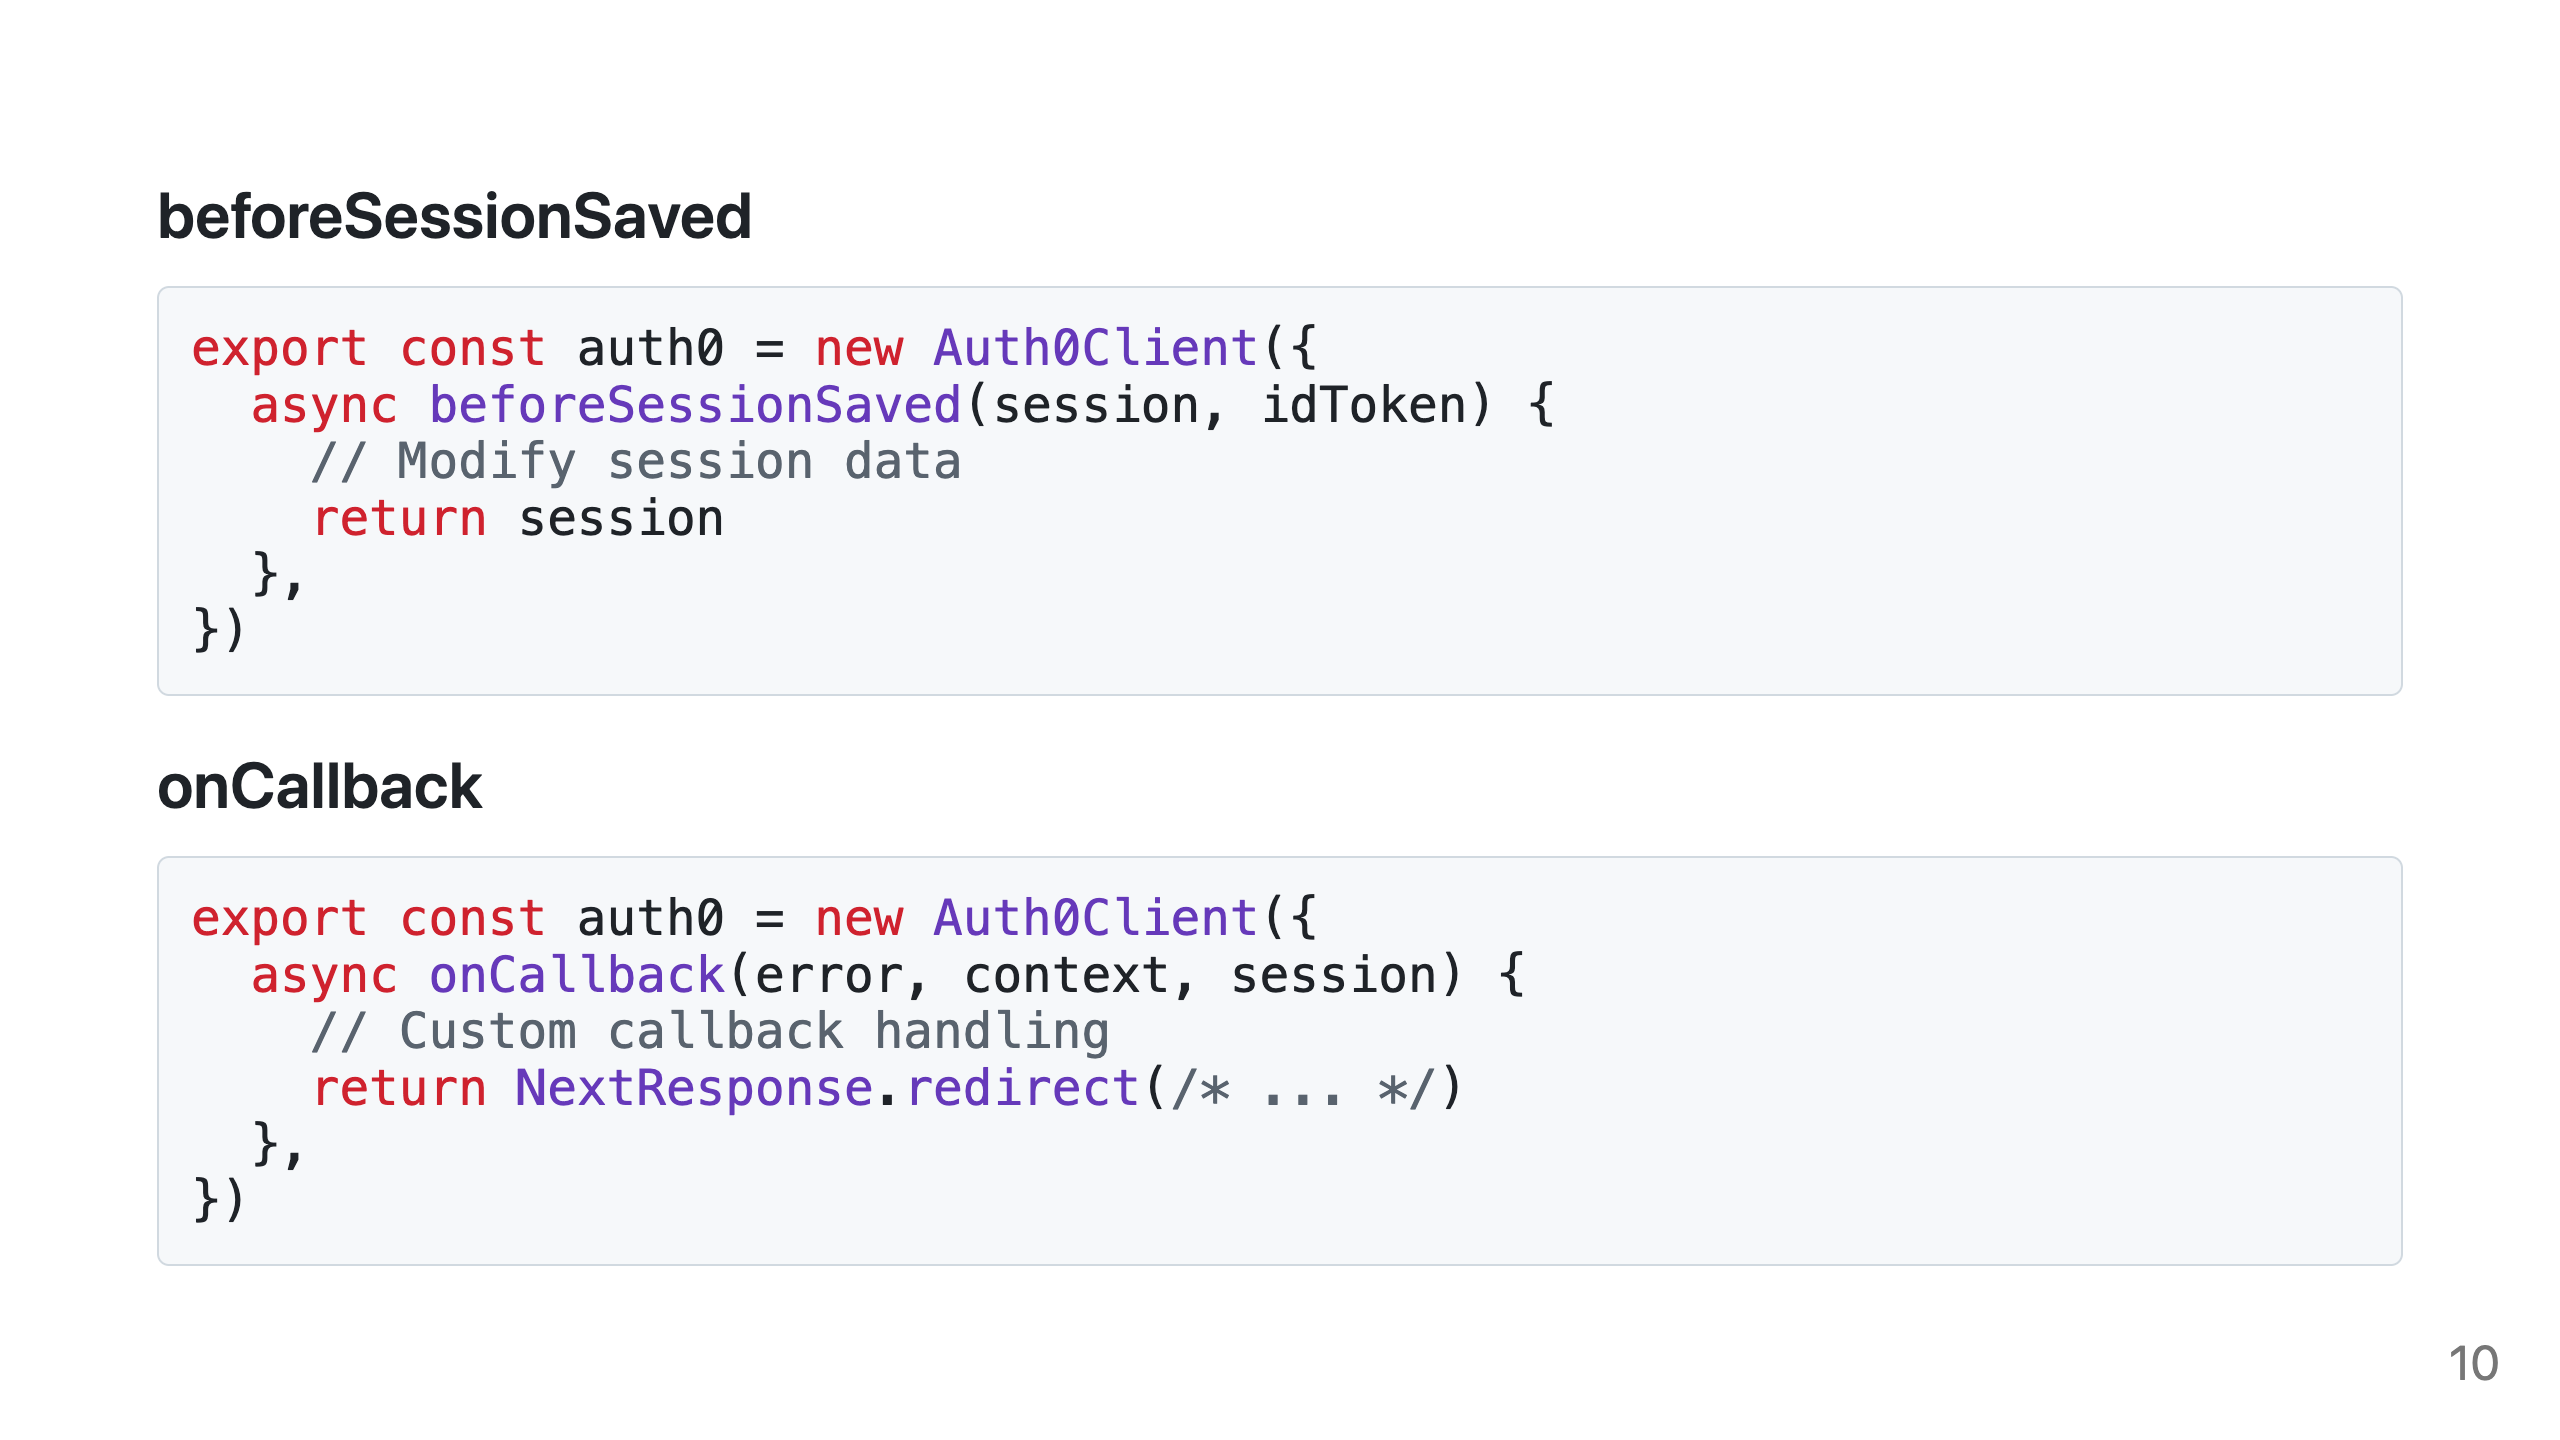 beforeSessionSaved
export const auth0 = new Auth0Client({
  async beforeSessionSaved(session, idToken) {
    // Modify session data
    return session
  },
})
onCallback
export const auth0 = new Auth0Client({
  async onCallback(error, context, session) {
    // Custom callback handling
    return NextResponse.redirect(/* ... */)
  },
})
10